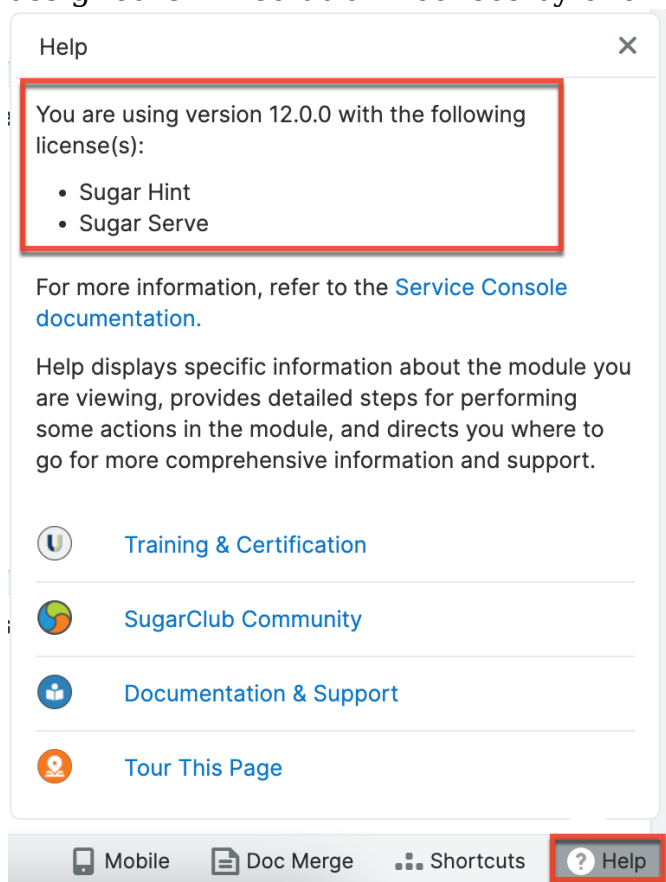 Help
You are using version 12.0.0 with the following
license(s):
• Sugar Hint
• Sugar Serve
For more information, refer to the Service Console
documentation.
Help displays specific information about the module you
are viewing, provides detailed steps for performing
some actions in the module, and directs you where to
go for more comprehensive information and support.
Training & Certification
SugarClub Community
Documentation & Support
Tour This Page
Mobile Doc Merge Shortcuts ? Help